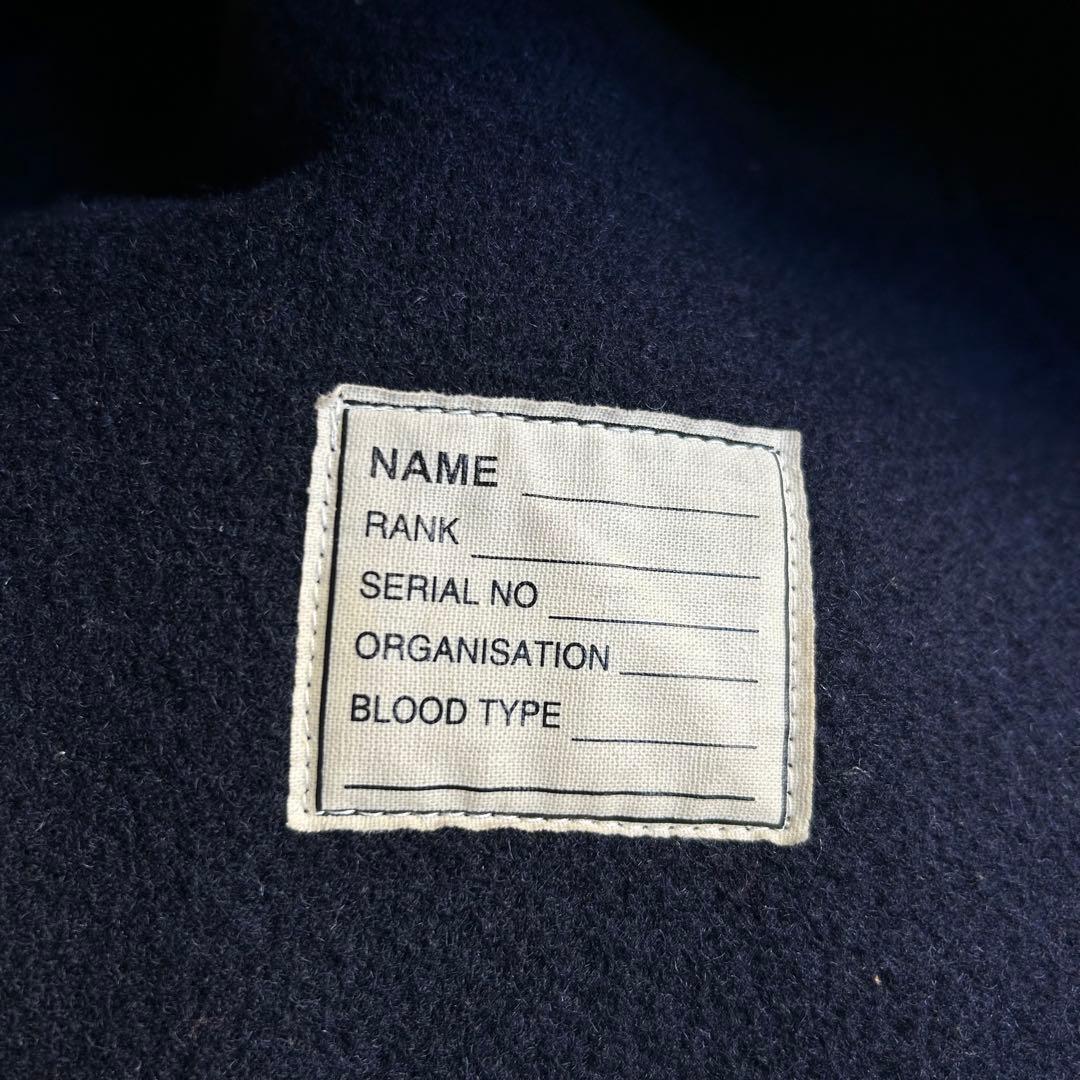 NAME
RANK
SERIAL NO
ORGANISATION
BLOOD TYPE